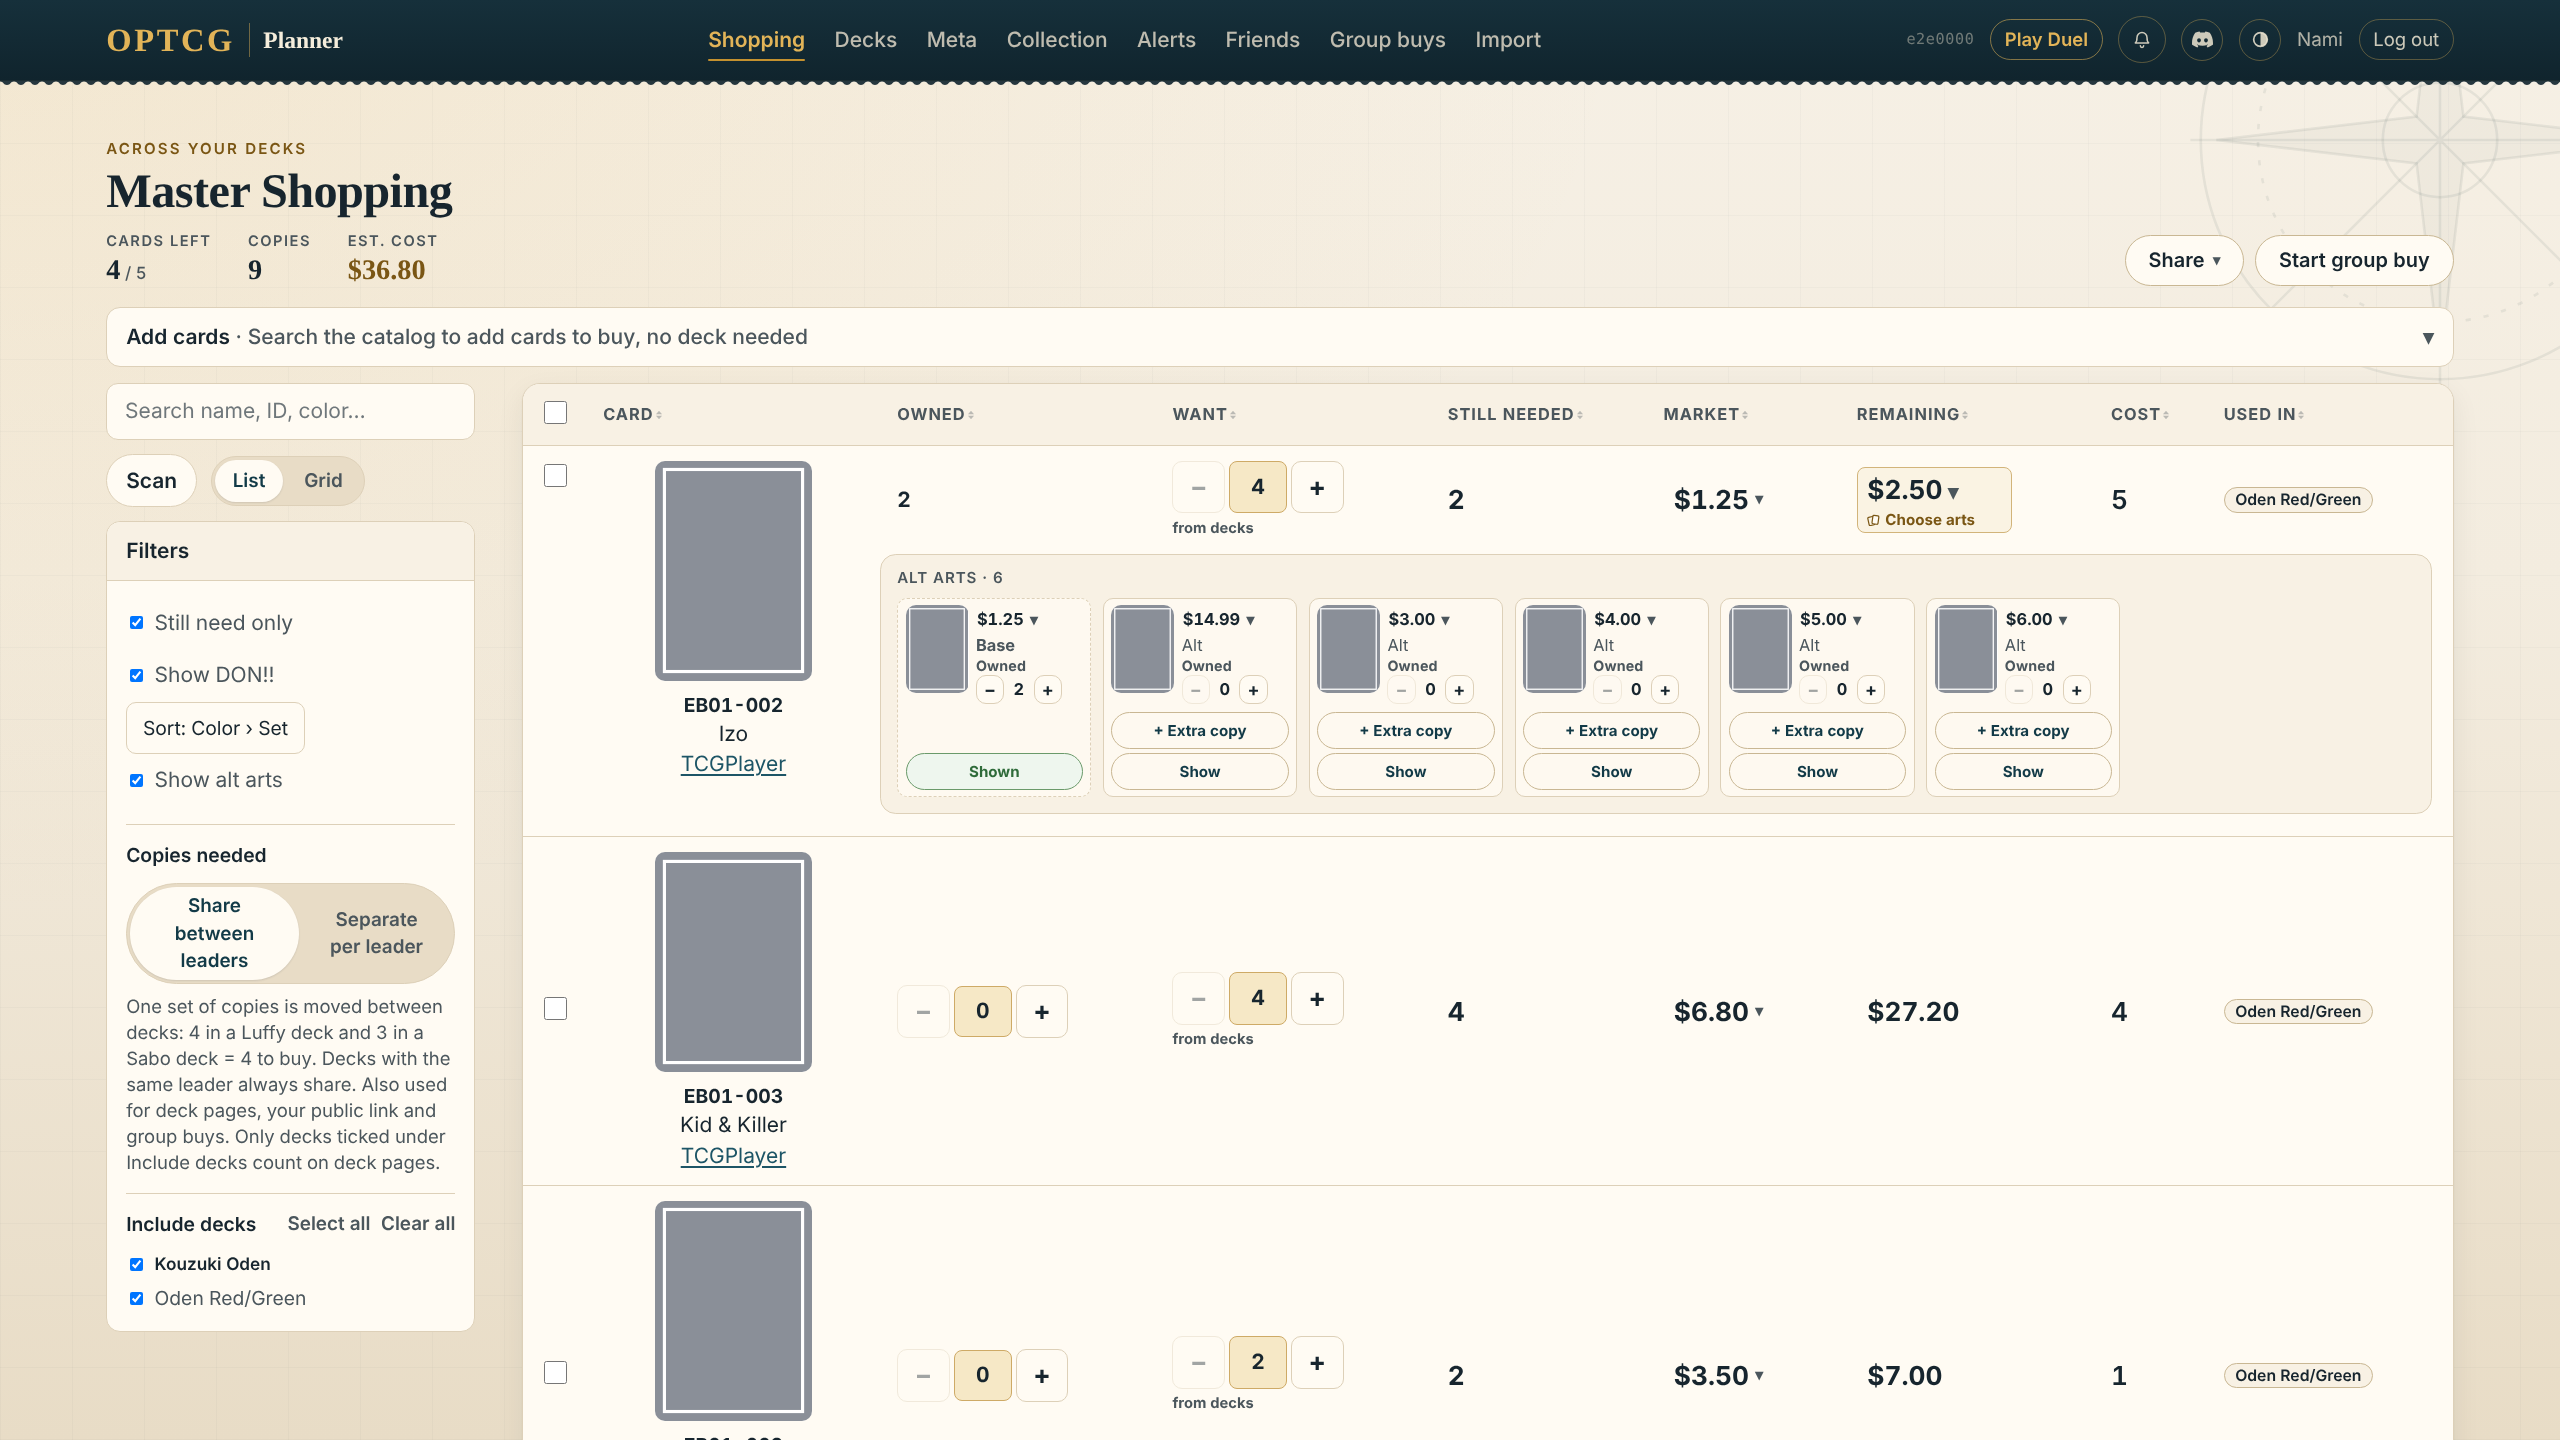 OPTCG Planner
Shopping Decks Meta Collection Alerts Friends Group buys Import
e2e0000 Play Duel Nami Log out
ACROSS YOUR DECKS
Master Shopping
CARDS LEFT COPIES EST. COST
4 / 5 9 $36.80
Share ▾ Start group buy
Add cards · Search the catalog to add cards to buy, no deck needed ▾
Search name, ID, color...
Scan List Grid
Filters
Still need only
Show DON!!
Sort: Color › Set
Show alt arts
Copies needed
Share between leaders
Separate per leader
One set of copies is moved between
decks: 4 in a Luffy deck and 3 in a
Sabo deck = 4 to buy. Decks with the
same leader always share. Also used
for deck pages, your public link and
group buys. Only decks ticked under
Include decks count on deck pages.
Include decks Select all Clear all
Kouzuki Oden
Oden Red/Green
CARD OWNED WANT STILL NEEDED MARKET REMAINING COST USED IN
2 − 4 + 2 $1.25 ▾ $2.50 ▾ 5 Oden Red/Green
from decks Choose arts
EB01-002
Izo
TCGPlayer
ALT ARTS · 6
$1.25 ▾ $14.99 ▾ $3.00 ▾ $4.00 ▾ $5.00 ▾ $6.00 ▾
Base Alt Alt Alt Alt Alt
Owned Owned Owned Owned Owned Owned
− 2 + − 0 + − 0 + − 0 + − 0 + − 0 +
+ Extra copy + Extra copy + Extra copy + Extra copy + Extra copy
Shown Show Show Show Show Show
− 0 + − 4 + 4 $6.80 ▾ $27.20 4 Oden Red/Green
from decks
EB01-003
Kid & Killer
TCGPlayer
− 0 + − 2 + 2 $3.50 ▾ $7.00 1 Oden Red/Green
from decks